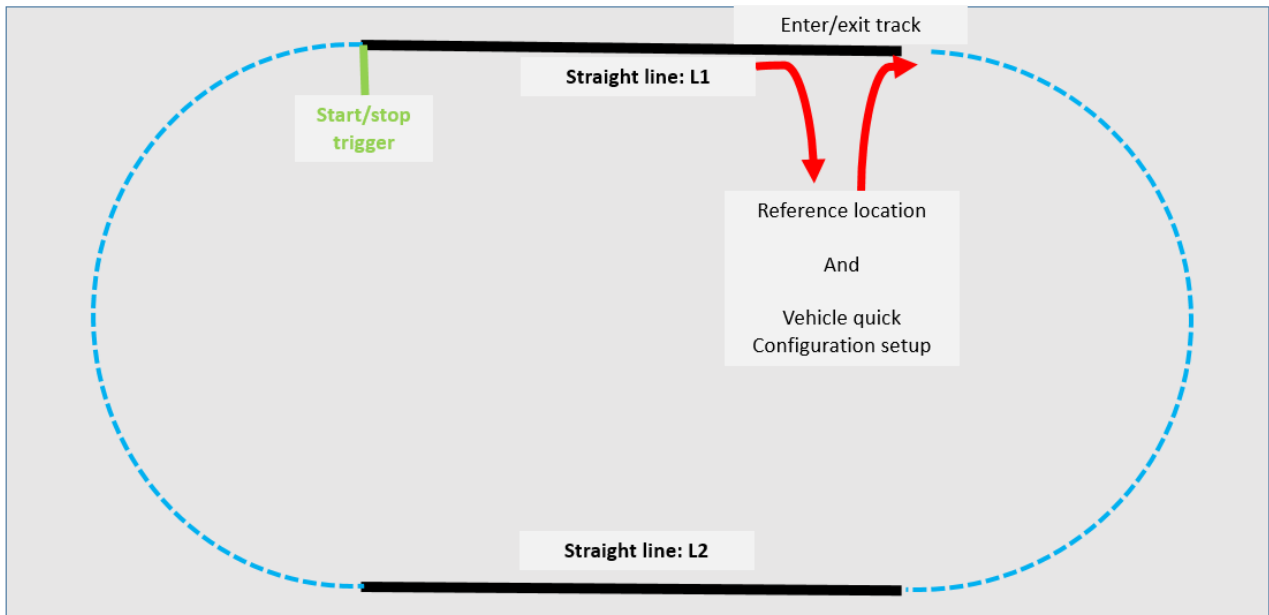 Enter/exit track
Straight line: L1
Start/stop
trigger
Reference location
And
Vehicle quick
Configuration setup
Straight line: L2